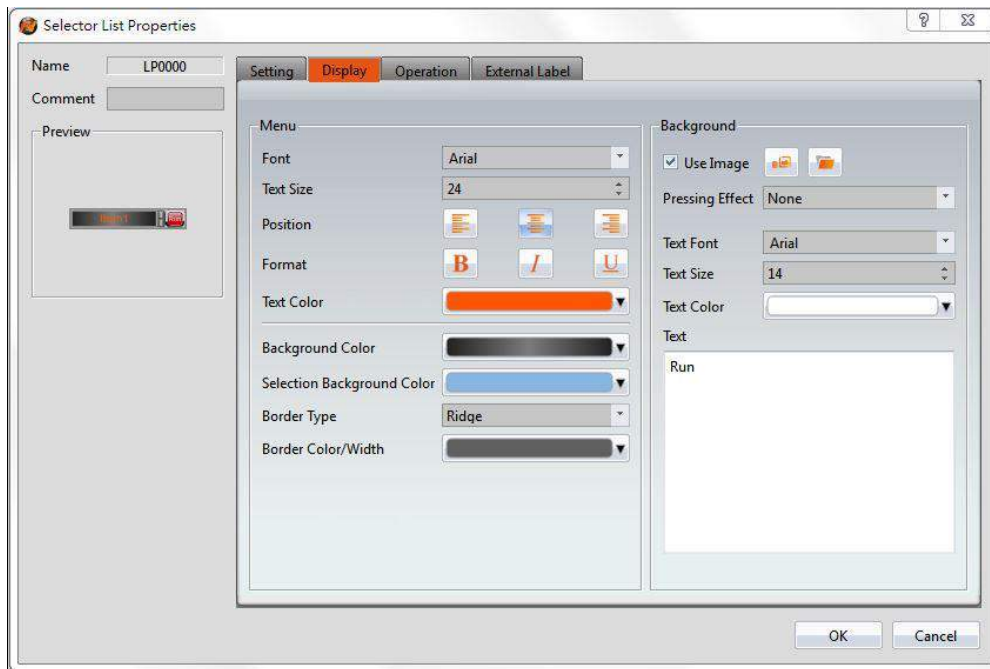 Selector List Properties
Name LP0000
Comment
Preview
Setting Display Operation External Label
Menu
Font Arial
Text Size 24
Position
Format B I U
Text Color
Background Color
Selection Background Color
Border Type Ridge
Border Color/Width
Background
Use Image
Pressing Effect None
Text Font Arial
Text Size 14
Text Color
Text
Run
OK Cancel